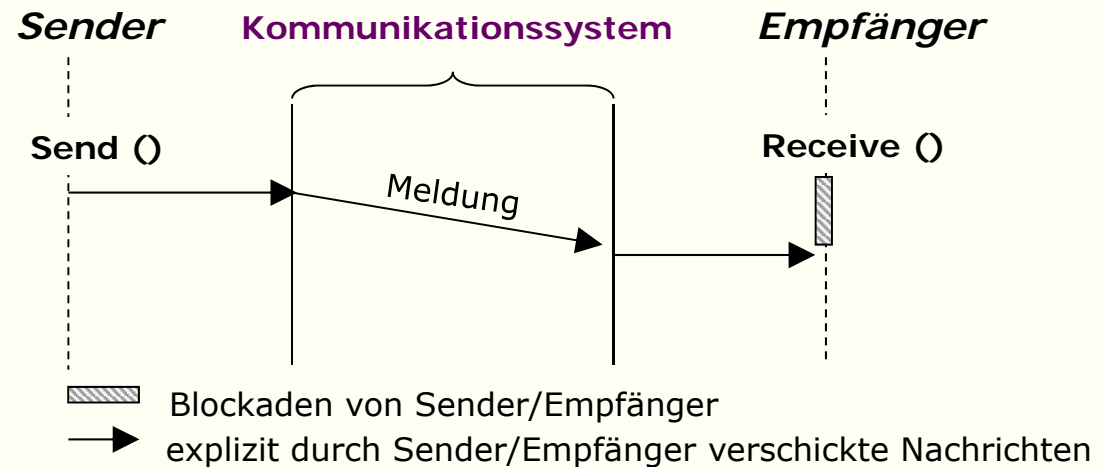 Sender Kommunikationssystem Empfänger
Send () Receive ()
Meldung
Blockaden von Sender/Empfänger
explizit durch Sender/Empfänger verschickte Nachrichten